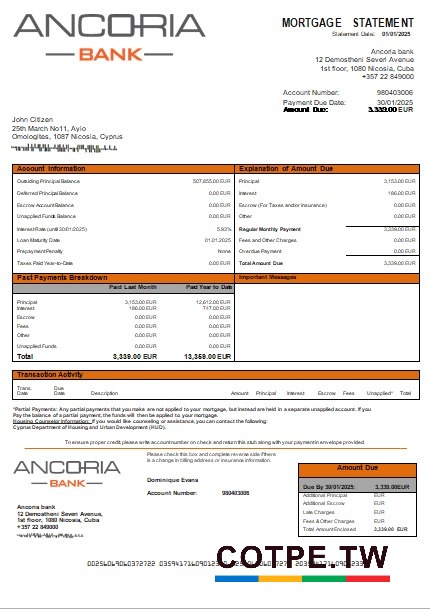 ANCORIA
BANK
MORTGAGE STATEMENT
Statement Date: 01/01/2025
Ancoria bank
12 Demostheni Severi Avenue
1st floor, 1080 Nicosia, Cuba
+357 22 849000
Account Number: 980403006
Payment Due Date: 30/01/2025
Amount Due: 3.339.00 EUR
John Citizen
25th March No11, Ayio
Omologites, 1087 Nicosia, Cyprus
Account Information
Outsiding Principal Balance 507,855.00 EUR
Deferred Principal Balance 0.00 EUR
Escrow Account Balance 0.00 EUR
Unapplied Funds Balance 0.00 EUR
Interest Rate (until 30/01/2025) 5.93%
Loan Maturity Date 01.01.2025
Prepayment Penalty None
Taxes Paid Year-to-Date 0.00 EUR
Explanation of Amount Due
Principal 3,153.00 EUR
Interest 186.00 EUR
Escrow (For Taxes and/or Insurance) 0.00 EUR
Other 0.00 EUR
Regular Monthly Payment 3,339.00 EUR
Fees and Other Charges 0.00 EUR
Overdue Payment 0.00 EUR
Total Amount Due 3,339.00 EUR
Past Payments Breakdown
Paid Last Month Paid Year to Date
Principal 3,153.00 EUR 12,612.00 EUR
Interest 186.00 EUR 747.00 EUR
Escrow 0.00 EUR 0.00 EUR
Fees 0.00 EUR 0.00 EUR
Other 0.00 EUR 0.00 EUR
Unapplied Funds 0.00 EUR 0.00 EUR
Total 3,339.00 EUR 13,359.00 EUR
Important Messages
Transaction Activity
Trans. Date Due Date Description Amount Principal Interest Escrow Fees Unapplied* Total
*Partial Payments: Any partial payments that you make are not applied to your mortgage, but instead are held in a separate unapplied account. If you
Pay the balance of a partial payment, the funds will then be applied to your mortgage.
Housing Counselor Information: If you would like counseling or assistance, you can contact the following:
Cyprus Department of Housing and Urban Development (HUD).
To ensure proper credit please write account number on check and return this stub along with your payment in envelope provided.
ANCORIA
BANK
Please check this box and complete reverse side if there
is a change in billing address or insurance information.
Dominique Evans
Account Number: 980403006
Ancoria bank
12 Demostheni Severi Avenue,
1st floor, 1080 Nicosia, Cuba
+357 22 849000
Amount Due
Due By 30/01/2025: 3,339.00EUR
Additional Principal EUR
Additional Escrow EUR
Late Charges EUR
Fees & Other Charges EUR
Total Amount Enclosed 3,339.00 EUR
COTPE.TW